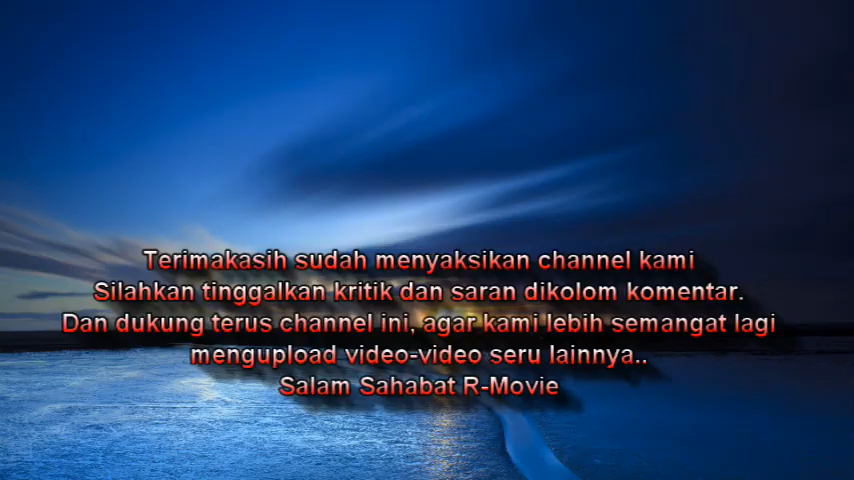 Terimakasih sudah menyaksikan channel kami
Silahkan tinggalkan kritik dan saran dikolom komentar.
Dan dukung terus channel ini, agar kami lebih semangat lagi
mengupload video-video seru lainnya..
Salam Sahabat R-Movie